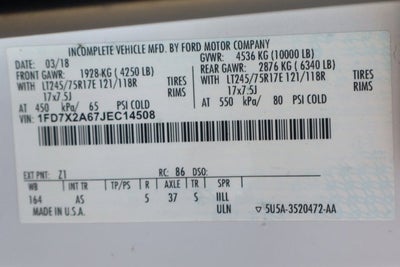 INCOMPLETE VEHICLE MFD. BY FORD MOTOR COMPANY
DATE: 03/18 GVWR: 4536 KG (10000 LB)
FRONT GAWR: 1928-KG ( 4250 LB) REAR GAWR: 2876 KG ( 6340 LB)
WITH LT245/75R17E 121/118R TIRES WITH LT245/75R17E 121/118R TIRES
17x7.5J RIMS 17x7.5J RIMS
AT 450 kPa/ 65 PSI COLD AT 550 kPa/ 80 PSI COLD
VIN: 1FD7X2A67JEC14508
EXT PNT: Z1 RC: 86 DSO:
WB INT TR TP/PS R AXLE TR SPR
164 AS 5 37 S IILL
MADE IN U.S.A. ULN ▽ 5U5A-3520472-AA